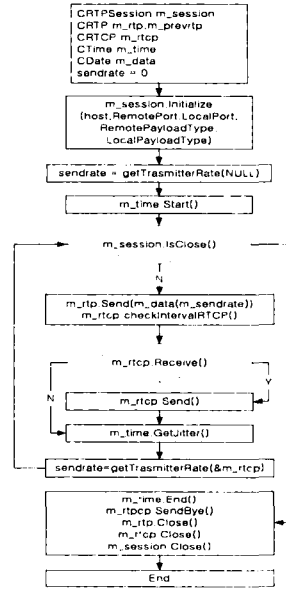 CRTPSession m_session
CRTP m_rtp.m_prevrtp
CRTCP m_rtcp
CTime m_time
CDate m_data
sendrate = 0
m_session.Initialize
(host,RemotePort.LocalPort,
RemotePayloadType.
LocalPayloadType)
sendrate = getTrasmitterRate(NULL)
m_time Start()
m_session.IsClose()
N
m_rtp.Send(m_data(m_sendrate))
m_rtcp.checkIntervalRTCP()
m_rtcp.Receive()
N
Y
m_rtcp Send()
m_time.GetJitter()
sendrate=getTrasmitterRate(&m_rtcp)
m_time.End()
m_rtpcp SendBye()
m_rtp.Close()
m_rtcp Close()
m_session Close()
End